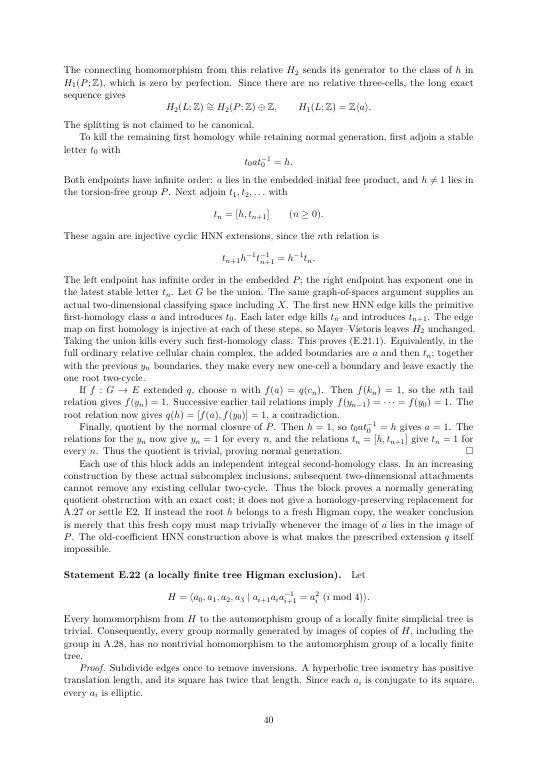 The connecting homomorphism from this relative H₂ sends its generator to the class of h in
H₁(P; ℤ), which is zero by perfection. Since there are no relative three-cells, the long exact
sequence gives
H₂(L; ℤ) ≅ H₂(P; ℤ) ⊕ ℤ, H₁(L; ℤ) = ℤ⟨a⟩.
The splitting is not claimed to be canonical.
To kill the remaining first homology while retaining normal generation, first adjoin a stable
letter t₀ with
t₀at₀⁻¹ = h.
Both endpoints have infinite order: a lies in the embedded initial free product, and h ≠ 1 lies in
the torsion-free group P. Next adjoin t₁, t₂, . . . with
tₙ = [h, tₙ₊₁] (n ≥ 0).
These again are injective cyclic HNN extensions, since the nth relation is
tₙ₊₁h⁻¹tₙ₊₁⁻¹ = h⁻¹tₙ.
The left endpoint has infinite order in the embedded P; the right endpoint has exponent one in
the latest stable letter tₙ. Let G be the union. The same graph-of-spaces argument supplies an
actual two-dimensional classifying space including X. The first new HNN edge kills the primitive
first-homology class a and introduces t₀. Each later edge kills tₙ and introduces tₙ₊₁. The edge
map on first homology is injective at each of these steps, so Mayer–Vietoris leaves H₂ unchanged.
Taking the union kills every such first-homology class. This proves (E.21.1). Equivalently, in the
full ordinary relative cellular chain complex, the added boundaries are a and then tₙ; together
with the previous yₙ boundaries, they make every new one-cell a boundary and leave exactly the
one root two-cycle.
If f : G → E extended q, choose n with f(a) = q(cₙ). Then f(kₙ) = 1, so the nth tail
relation gives f(yₙ) = 1. Successive earlier tail relations imply f(yₙ₋₁) = ⋯ = f(y₀) = 1. The
root relation now gives q(h) = [f(a), f(y₀)] = 1, a contradiction.
Finally, quotient by the normal closure of P. Then h = 1, so t₀at₀⁻¹ = h gives a = 1. The
relations for the yₙ now give yₙ = 1 for every n, and the relations tₙ = [h, tₙ₊₁] give tₙ = 1 for
every n. Thus the quotient is trivial, proving normal generation. □
Each use of this block adds an independent integral second-homology class. In an increasing
construction by these actual subcomplex inclusions, subsequent two-dimensional attachments
cannot remove any existing cellular two-cycle. Thus the block proves a normally generating
quotient obstruction with an exact cost; it does not give a homology-preserving replacement for
A.27 or settle E2. If instead the root h belongs to a fresh Higman copy, the weaker conclusion
is merely that this fresh copy must map trivially whenever the image of a lies in the image of
P. The old-coefficient HNN construction above is what makes the prescribed extension q itself
impossible.
Statement E.22 (a locally finite tree Higman exclusion). Let
H = ⟨a₀, a₁, a₂, a₃ | aᵢ₊₁aᵢaᵢ₊₁⁻¹ = aᵢ² (i mod 4)⟩.
Every homomorphism from H to the automorphism group of a locally finite simplicial tree is
trivial. Consequently, every group normally generated by images of copies of H, including the
group in A.28, has no nontrivial homomorphism to the automorphism group of a locally finite
tree.
Proof. Subdivide edges once to remove inversions. A hyperbolic tree isometry has positive
translation length, and its square has twice that length. Since each aᵢ is conjugate to its square,
every aᵢ is elliptic.
40